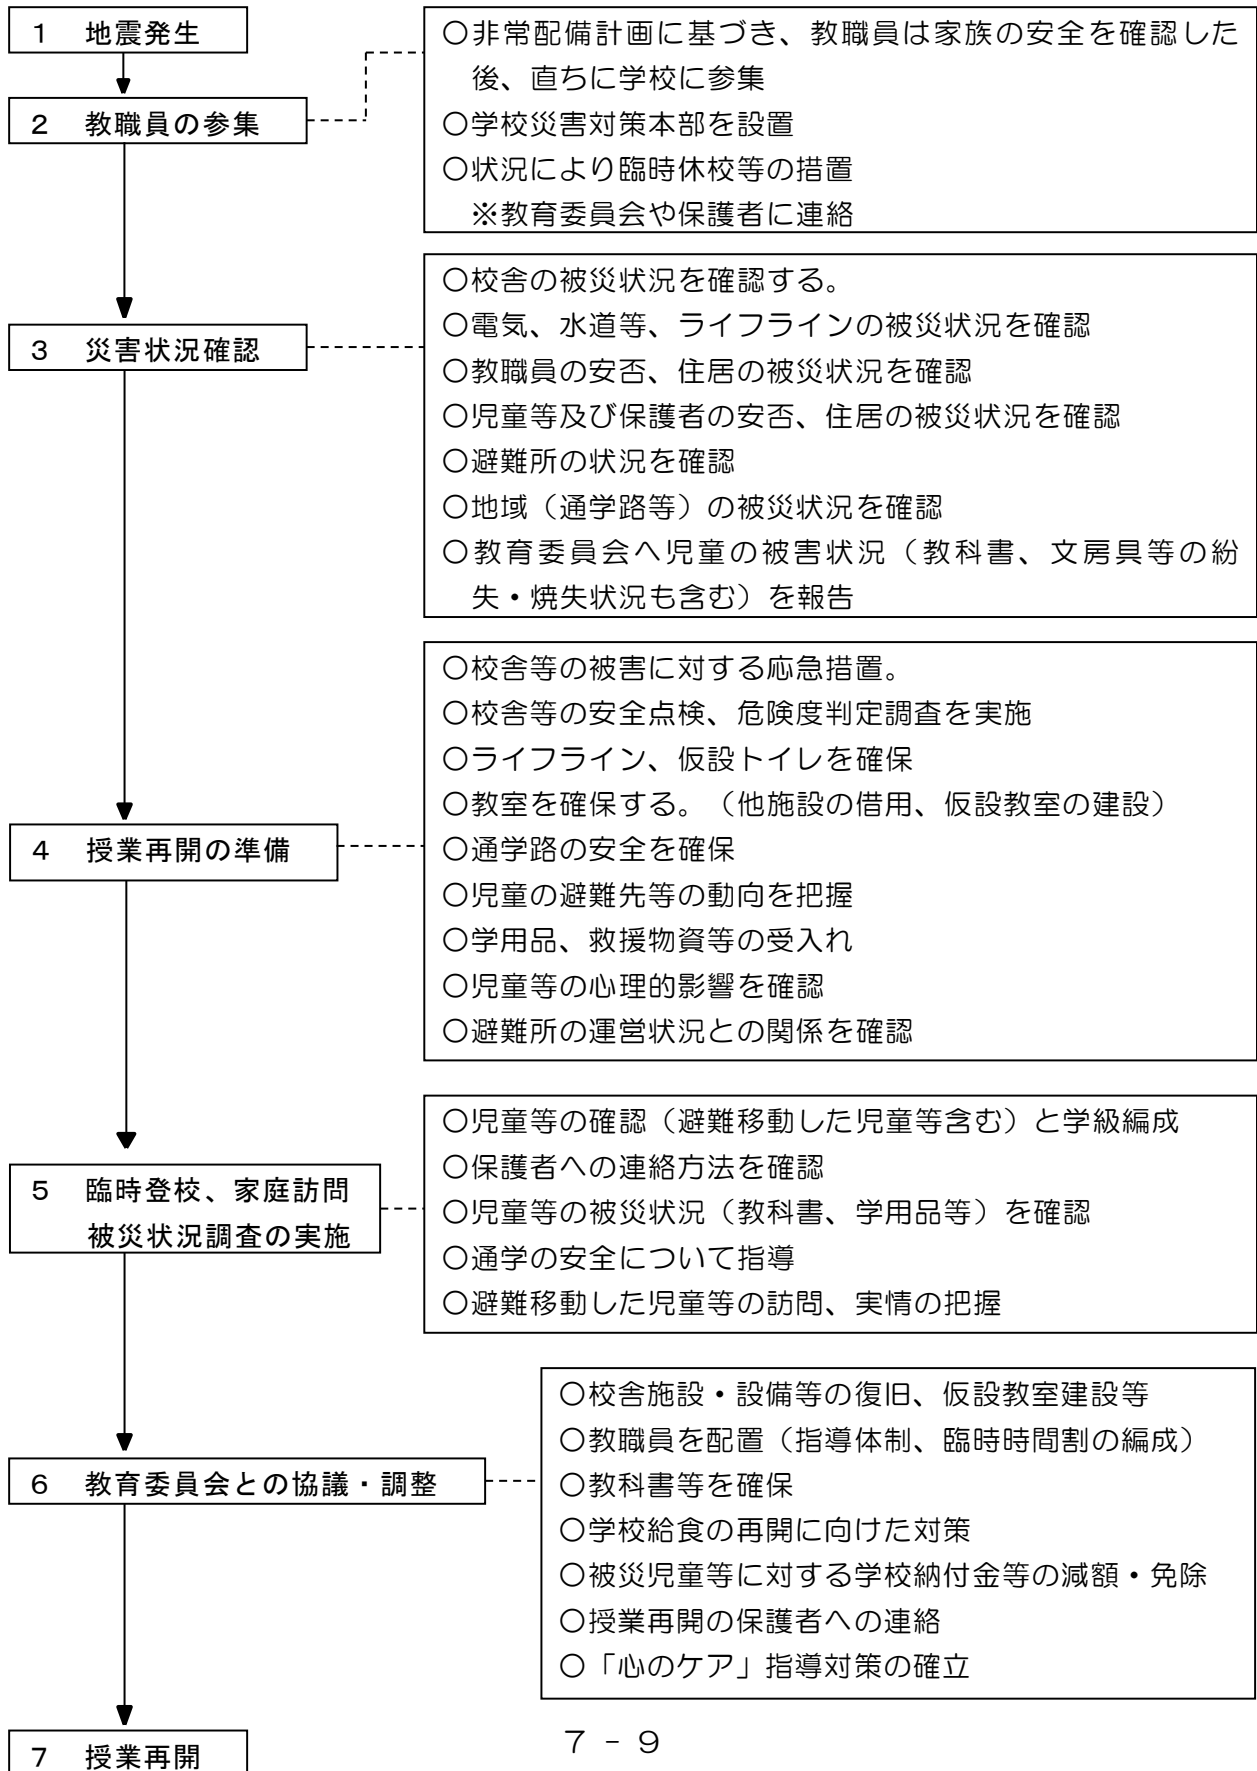 1　地震発生
2　教職員の参集
○非常配備計画に基づき、教職員は家族の安全を確認した
後、直ちに学校に参集
○学校災害対策本部を設置
○状況により臨時休校等の措置
※教育委員会や保護者に連絡
3　災害状況確認
○校舎の被災状況を確認する。
○電気、水道等、ライフラインの被災状況を確認
○教職員の安否、住居の被災状況を確認
○児童等及び保護者の安否、住居の被災状況を確認
○避難所の状況を確認
○地域（通学路等）の被災状況を確認
○教育委員会へ児童の被害状況（教科書、文房具等の紛
失・焼失状況も含む）を報告
4　授業再開の準備
○校舎等の被害に対する応急措置。
○校舎等の安全点検、危険度判定調査を実施
○ライフライン、仮設トイレを確保
○教室を確保する。（他施設の借用、仮設教室の建設）
○通学路の安全を確保
○児童の避難先等の動向を把握
○学用品、救援物資等の受入れ
○児童等の心理的影響を確認
○避難所の運営状況との関係を確認
5　臨時登校、家庭訪問
被災状況調査の実施
○児童等の確認（避難移動した児童等含む）と学級編成
○保護者への連絡方法を確認
○児童等の被災状況（教科書、学用品等）を確認
○通学の安全について指導
○避難移動した児童等の訪問、実情の把握
6　教育委員会との協議・調整
○校舎施設・設備等の復旧、仮設教室建設等
○教職員を配置（指導体制、臨時時間割の編成）
○教科書等を確保
○学校給食の再開に向けた対策
○被災児童等に対する学校納付金等の減額・免除
○授業再開の保護者への連絡
○「心のケア」指導対策の確立
7　授業再開
7 - 9